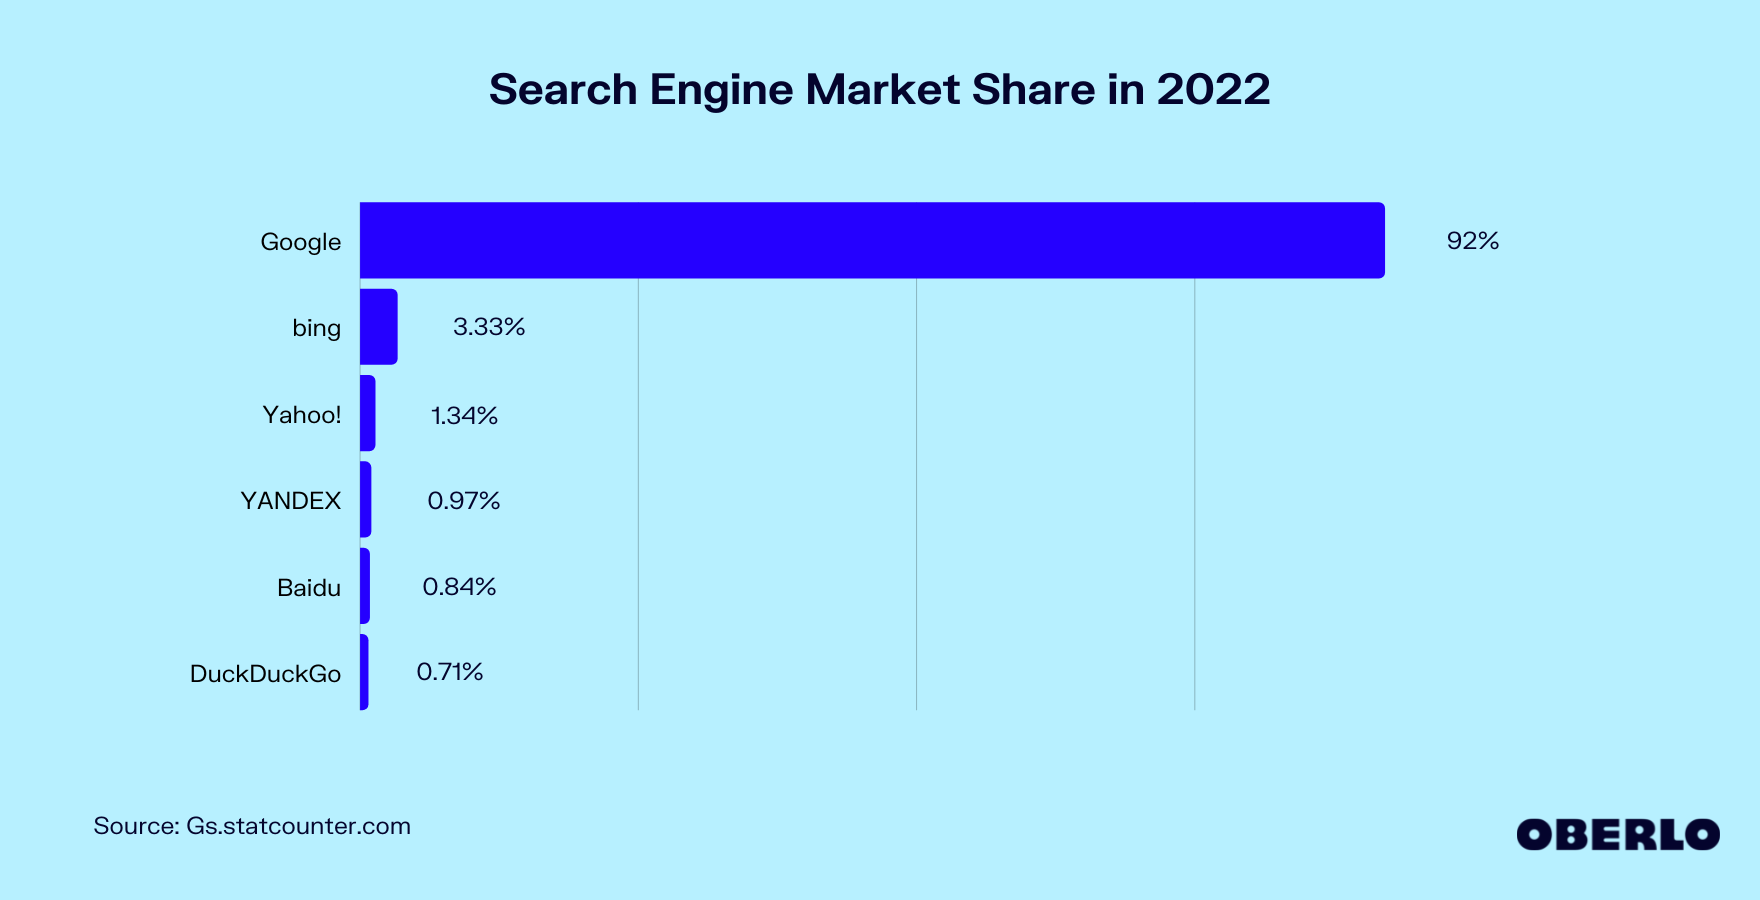 Search Engine Market Share in 2022
Google 92%
bing 3.33%
Yahoo! 1.34%
YANDEX 0.97%
Baidu 0.84%
DuckDuckGo 0.71%
Source: Gs.statcounter.com
OBERLO